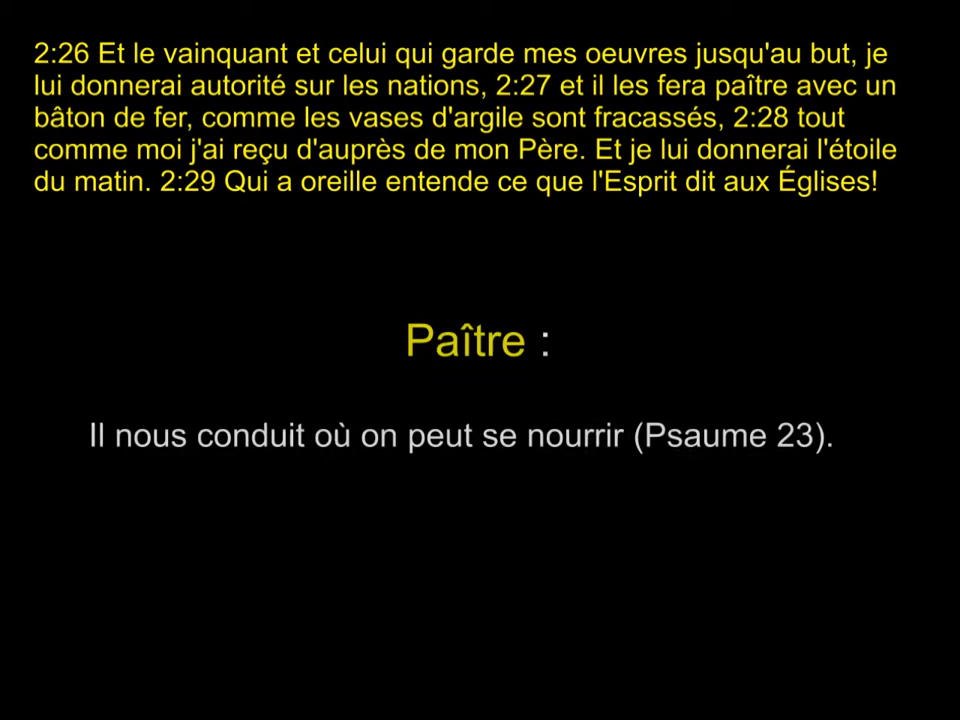 2:26 Et le vainquant et celui qui garde mes oeuvres jusqu'au but, je
lui donnerai autorité sur les nations, 2:27 et il les fera paître avec un
bâton de fer, comme les vases d'argile sont fracassés, 2:28 tout
comme moi j'ai reçu d'auprès de mon Père. Et je lui donnerai l'étoile
du matin. 2:29 Qui a oreille entende ce que l'Esprit dit aux Églises!
Paître :
Il nous conduit où on peut se nourrir (Psaume 23).